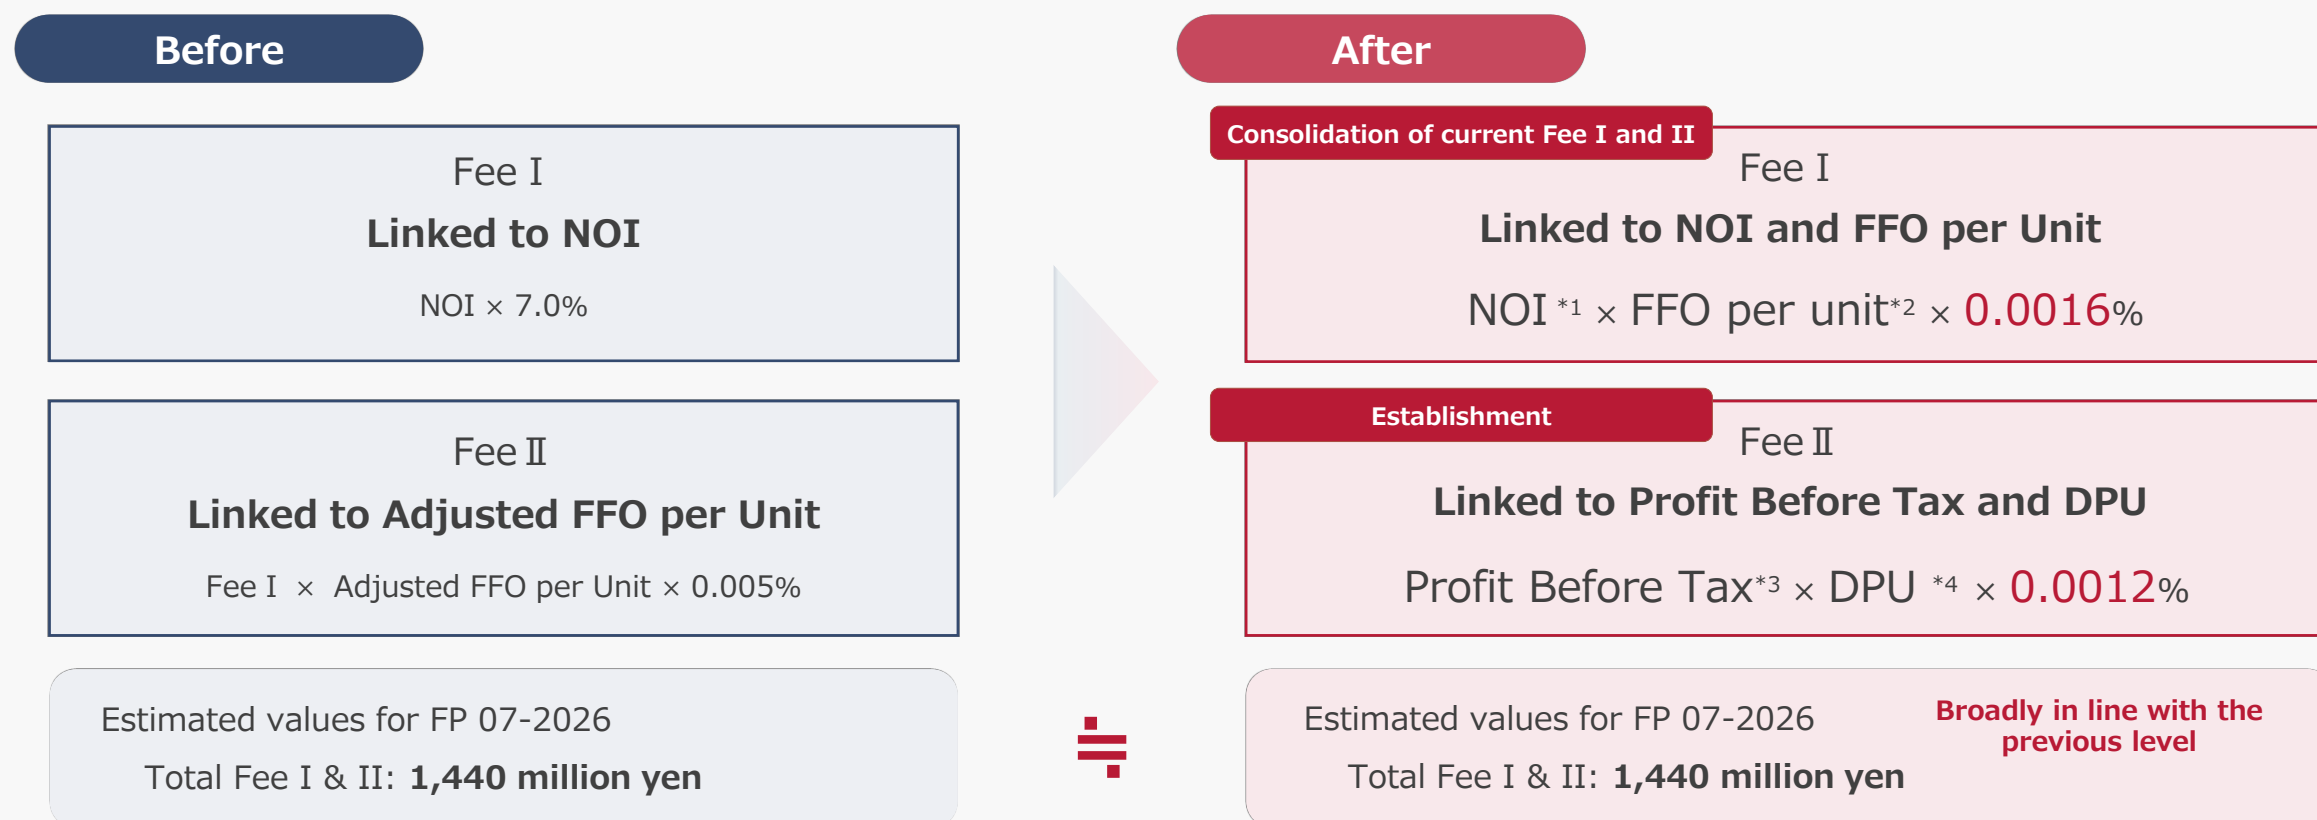 Before
Fee I
Linked to NOI
NOI × 7.0%
Fee Ⅱ
Linked to Adjusted FFO per Unit
Fee I × Adjusted FFO per Unit × 0.005%
Estimated values for FP 07-2026
Total Fee I & II: 1,440 million yen
≒
After
Consolidation of current Fee I and II
Fee I
Linked to NOI and FFO per Unit
NOI *1 × FFO per unit*2 × 0.0016%
Establishment
Fee Ⅱ
Linked to Profit Before Tax and DPU
Profit Before Tax*3 × DPU *4 × 0.0012%
Estimated values for FP 07-2026
Total Fee I & II: 1,440 million yen
Broadly in line with the
previous level